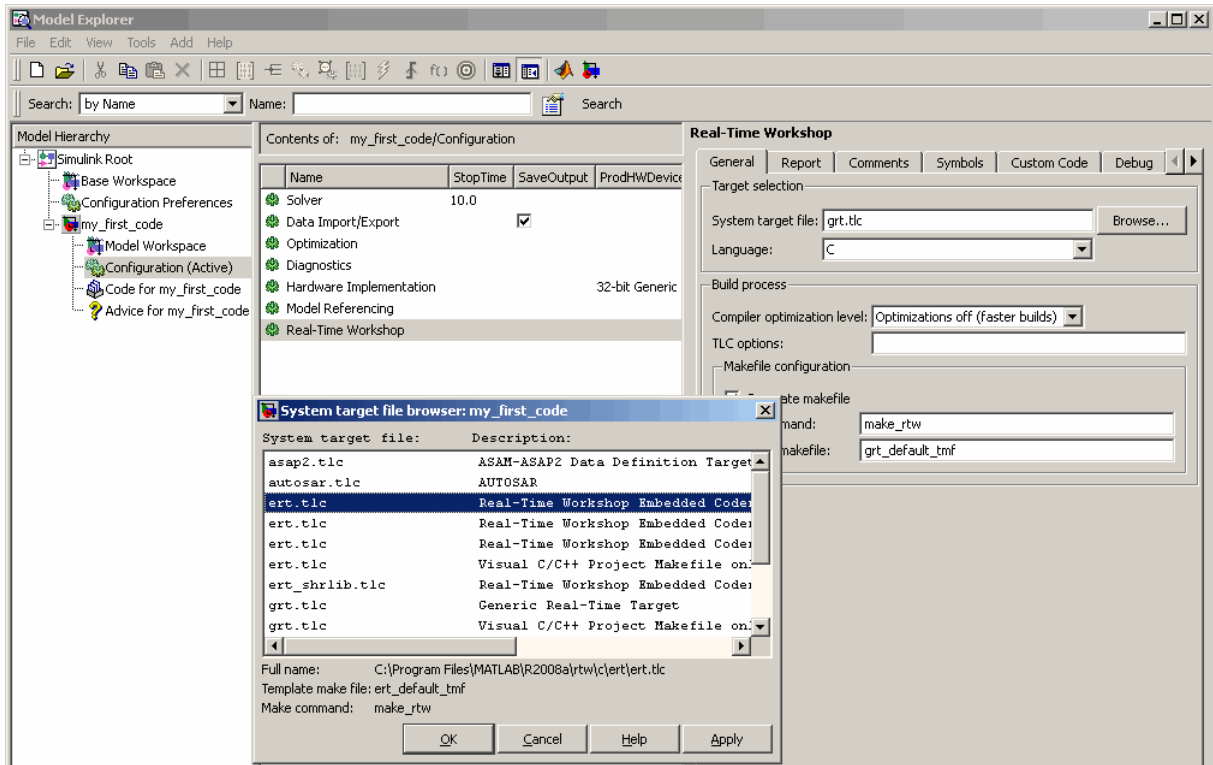 Model Explorer
File Edit View Tools Add Help
Search: by Name Name: Search
Model Hierarchy
Simulink Root
Base Workspace
Configuration Preferences
my_first_code
Model Workspace
Configuration (Active)
Code for my_first_code
Advice for my_first_code
Contents of: my_first_code/Configuration
Name StopTime SaveOutput ProdHWDevice
Solver 10.0
Data Import/Export
Optimization
Diagnostics
Hardware Implementation 32-bit Generic
Model Referencing
Real-Time Workshop
Real-Time Workshop
General Report Comments Symbols Custom Code Debug
Target selection
System target file: grt.tlc Browse...
Language: C
Build process
Compiler optimization level: Optimizations off (faster builds)
TLC options:
Makefile configuration
ate makefile
mand: make_rtw
makefile: grt_default_tmf
System target file browser: my_first_code
System target file: Description:
asap2.tlc ASAM-ASAP2 Data Definition Target
autosar.tlc AUTOSAR
ert.tlc Real-Time Workshop Embedded Coder
ert.tlc Real-Time Workshop Embedded Coder
ert.tlc Real-Time Workshop Embedded Coder
ert.tlc Visual C/C++ Project Makefile onl
ert_shrlib.tlc Real-Time Workshop Embedded Coder
grt.tlc Generic Real-Time Target
grt.tlc Visual C/C++ Project Makefile onl
Full name: C:\Program Files\MATLAB\R2008a\rtw\c\ert\ert.tlc
Template make file: ert_default_tmf
Make command: make_rtw
OK Cancel Help Apply